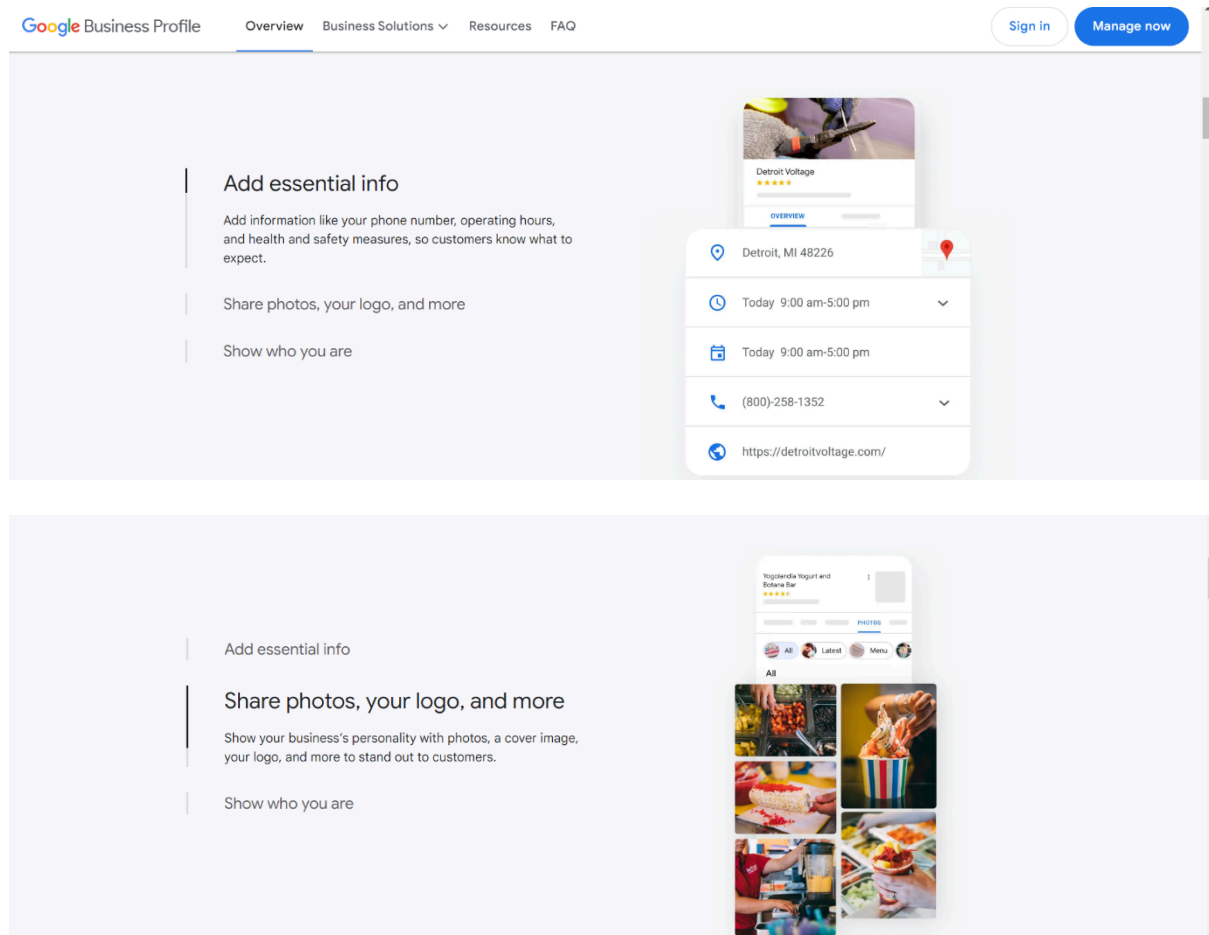 Google Business Profile
Overview
Business Solutions
Resources
FAQ
Sign in
Manage now
Add essential info
Add information like your phone number, operating hours,
and health and safety measures, so customers know what to
expect.
Share photos, your logo, and more
Show who you are
Detroit Voltage
OVERVIEW
Detroit, MI 48226
Today 9:00 am-5:00 pm
Today 9:00 am-5:00 pm
(800)-258-1352
https://detroitvoltage.com/
Add essential info
Share photos, your logo, and more
Show your business's personality with photos, a cover image,
your logo, and more to stand out to customers.
Show who you are
Yogolandia Yogurt and
Botana Bar
PHOTOS
All
Latest
Menu
All